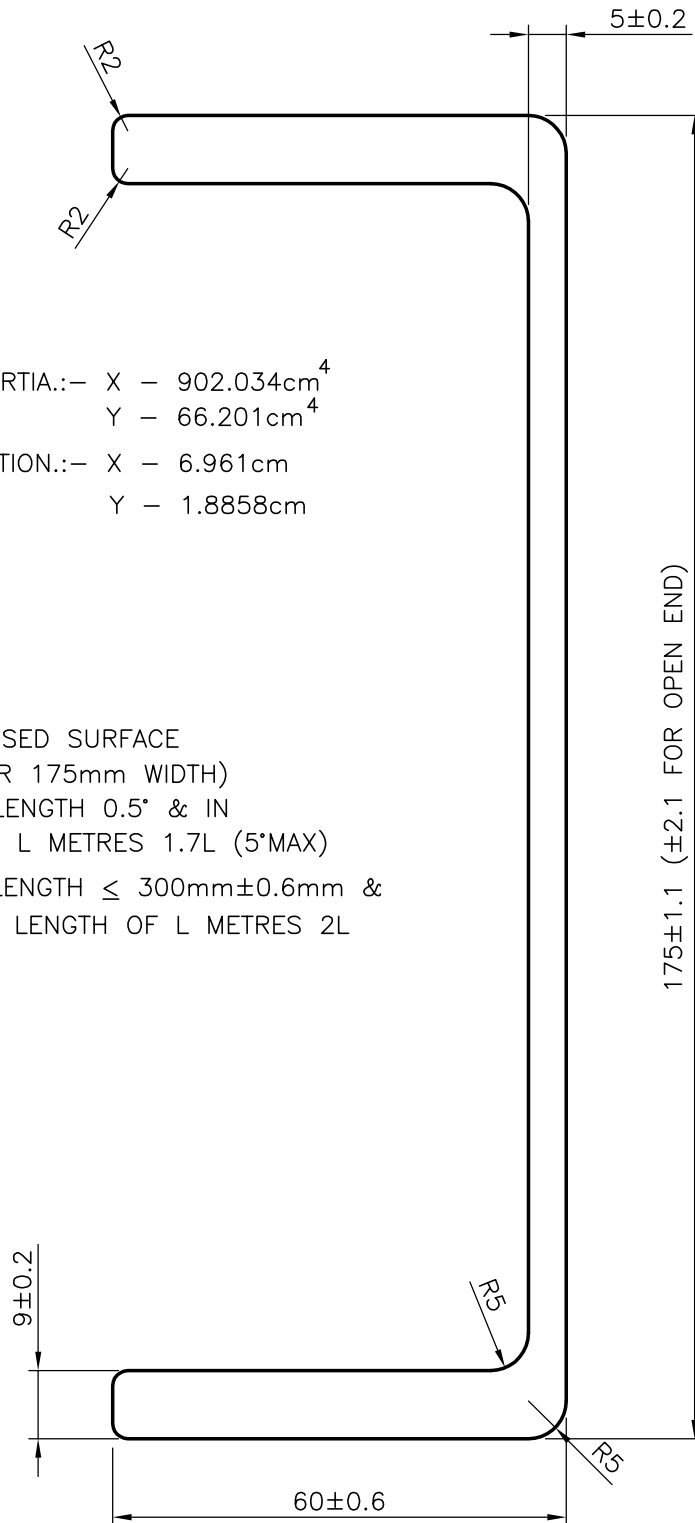 5±0.2
R2
R2
RTIA.:– X – 902.034cm⁴
Y – 66.201cm⁴
TION.:– X – 6.961cm
Y – 1.8858cm
175±1.1 (±2.1 FOR OPEN END)
SED SURFACE
R 175mm WIDTH)
LENGTH 0.5° & IN
L METRES 1.7L (5°MAX)
LENGTH ≤ 300mm±0.6mm &
LENGTH OF L METRES 2L
9±0.2
R5
R5
60±0.6